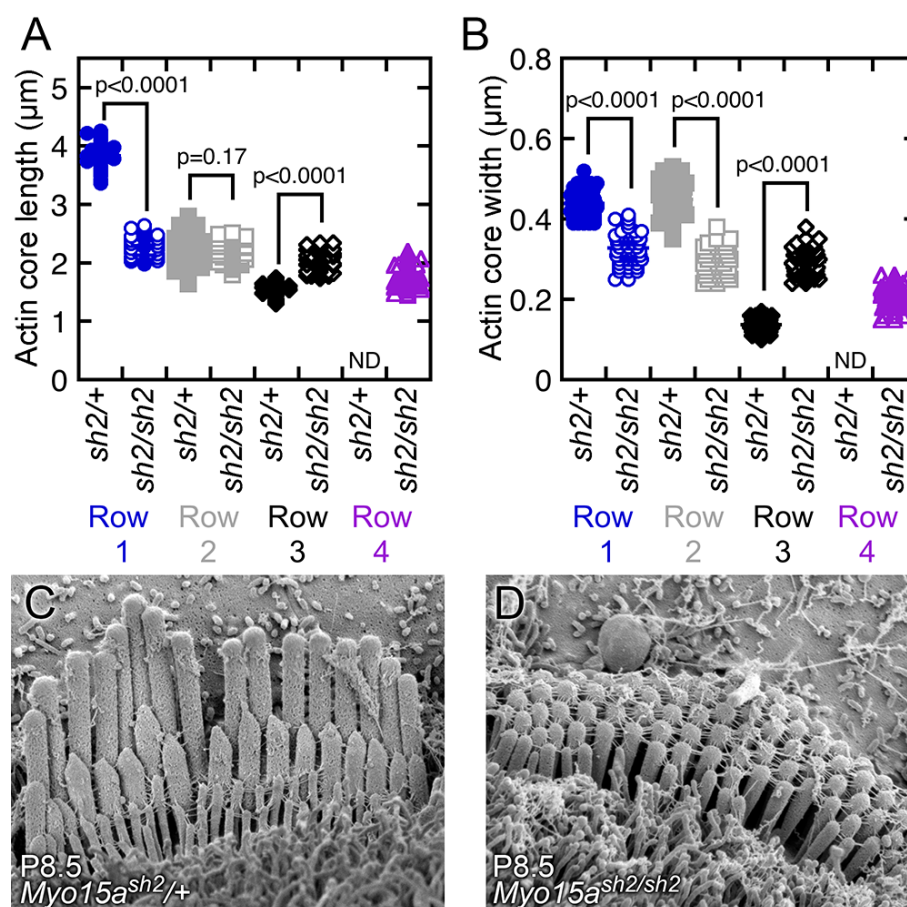 A
Actin core length (µm)
5
4
3
2
1
0
p<0.0001
p=0.17
p<0.0001
ND
sh2/+
sh2/sh2
sh2/+
sh2/sh2
sh2/+
sh2/sh2
sh2/+
sh2/sh2
Row
1
Row
2
Row
3
Row
4
B
Actin core width (µm)
0.8
0.6
0.4
0.2
0
p<0.0001
p<0.0001
p<0.0001
ND
sh2/+
sh2/sh2
sh2/+
sh2/sh2
sh2/+
sh2/sh2
sh2/+
sh2/sh2
Row
1
Row
2
Row
3
Row
4
C
P8.5
Myo15a^sh2/+
D
P8.5
Myo15a^sh2/sh2